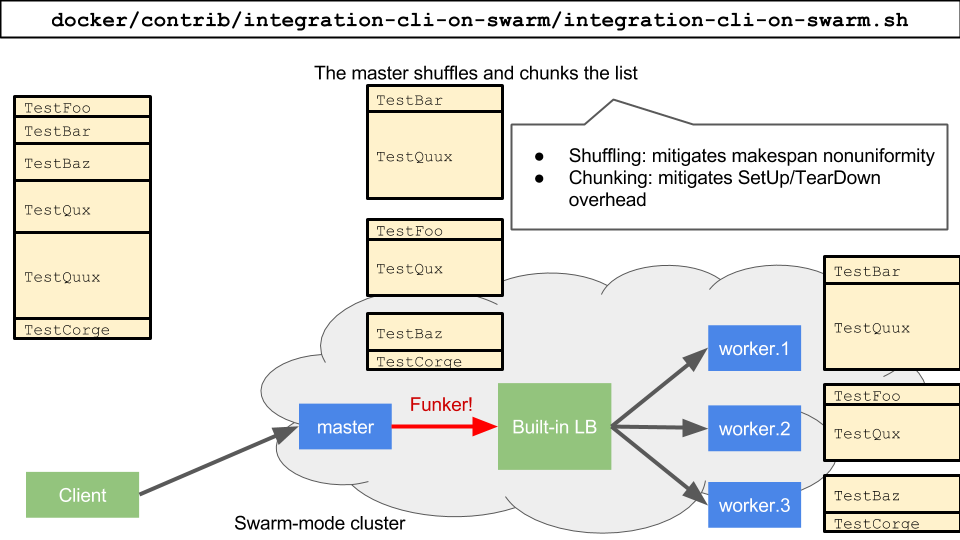 docker/contrib/integration-cli-on-swarm/integration-cli-on-swarm.sh
The master shuffles and chunks the list
TestFoo
TestBar
TestBaz
TestQux
TestQuux
TestCorge
TestBar
TestQuux
TestFoo
TestQux
TestBaz
TestCorge
● Shuffling: mitigates makespan nonuniformity
● Chunking: mitigates SetUp/TearDown
overhead
Client
master
Funker!
Built-in LB
worker.1
worker.2
worker.3
TestBar
TestQuux
TestFoo
TestQux
TestBaz
TestCorge
Swarm-mode cluster